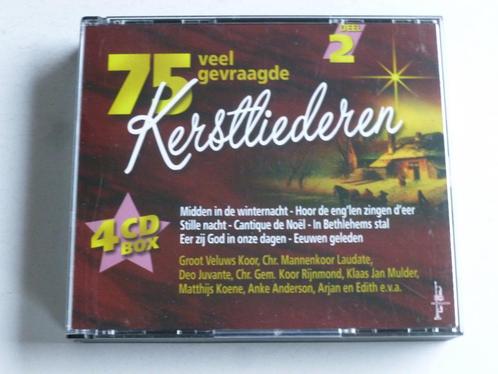 75 veel
gevraagde
DEEL
2
Kerstliederen
4 CD
BOX
Midden in de winternacht - Hoor de eng'len zingen d'eer
Stille nacht - Cantique de Noël - In Bethlehems stal
Eer zij God in onze dagen - Eeuwen geleden
Groot Veluws Koor, Chr. Mannenkoor Laudate,
Deo Juvante, Chr. Gem. Koor Rijnmond, Klaas Jan Mulder,
Matthijs Koene, Anke Anderson, Arjan en Edith e.v.a.